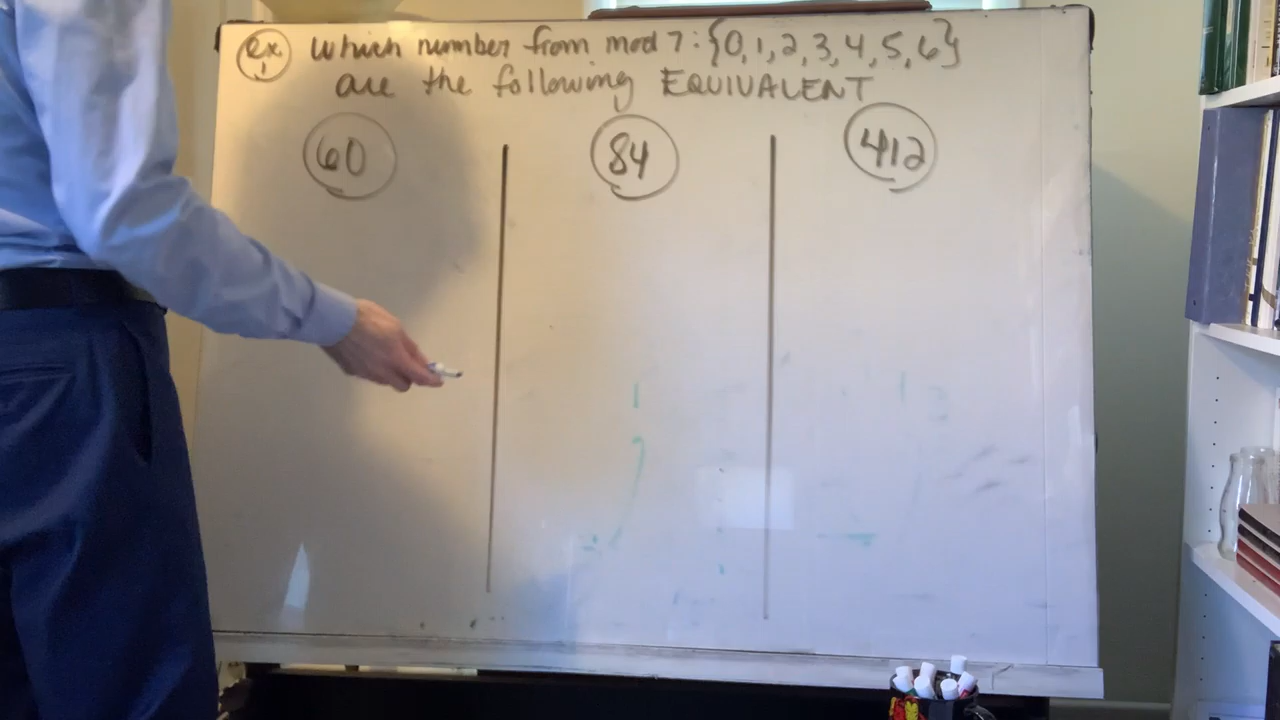 ex. which number from mod 7: {0, 1, 2, 3, 4, 5, 6}
are the following EQUIVALENT
60
84
412